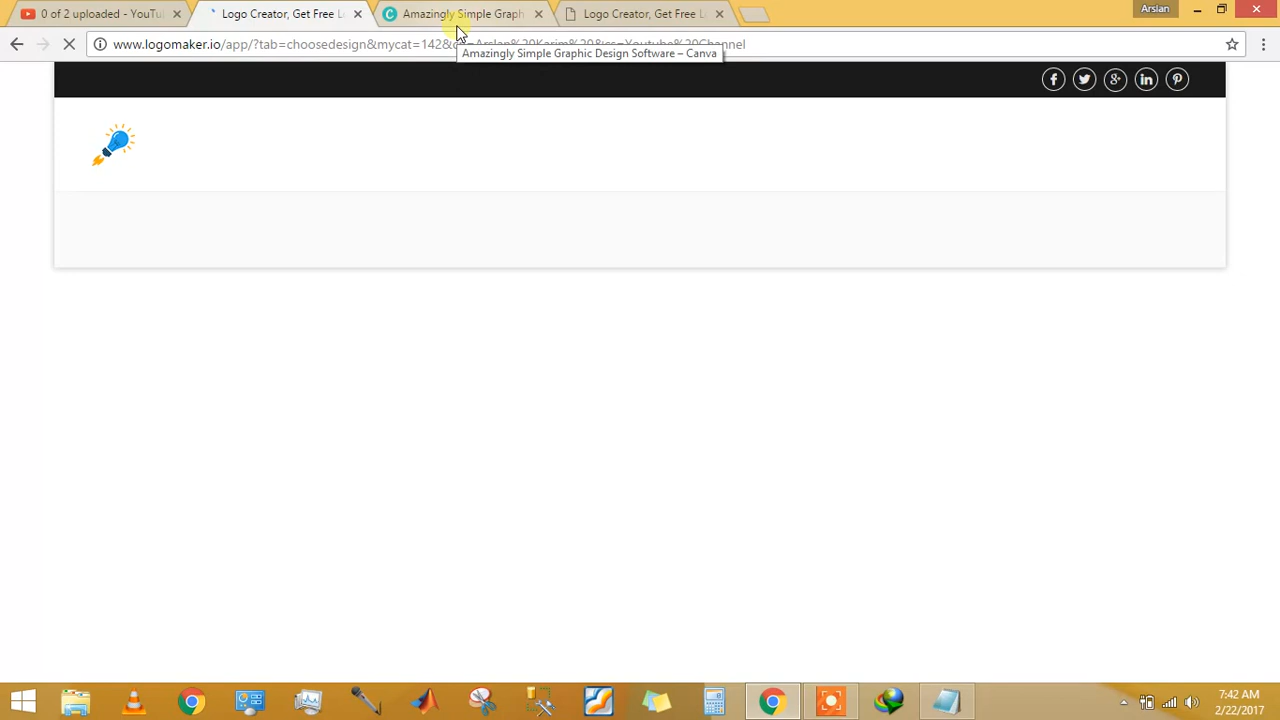 0 of 2 uploaded - YouTu
Logo Creator, Get Free L
Amazingly Simple Graph
Logo Creator, Get Free L
Arslan
www.logomaker.io/app/?tab=choosedesign&mycat=142&
Amazingly Simple Graphic Design Software – Canva
7:42 AM
2/22/2017